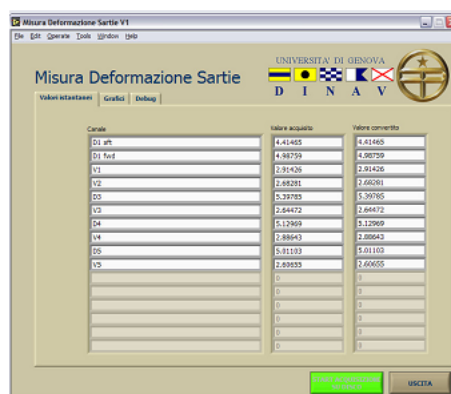 Misura Deformazione Sartie V1
File Edit Operate Tools Window Help
UNIVERSITA' DI GENOVA
Misura Deformazione Sartie
D I N A V
Valori istantanei Grafici Debug
Canale Valore acquisito Valore convertito
D1 aft 4.41465 4.41465
D1 fwd 4.98759 4.98759
V1 2.91426 2.91426
V2 2.68281 2.68281
D3 5.39785 5.39785
V3 2.64472 2.64472
D4 5.12969 5.12969
V4 2.88643 2.88643
D5 5.01103 5.01103
V5 2.60655 2.60655
0 0
0 0
0 0
0 0
0 0
0 0
0 0
0 0
USCITA